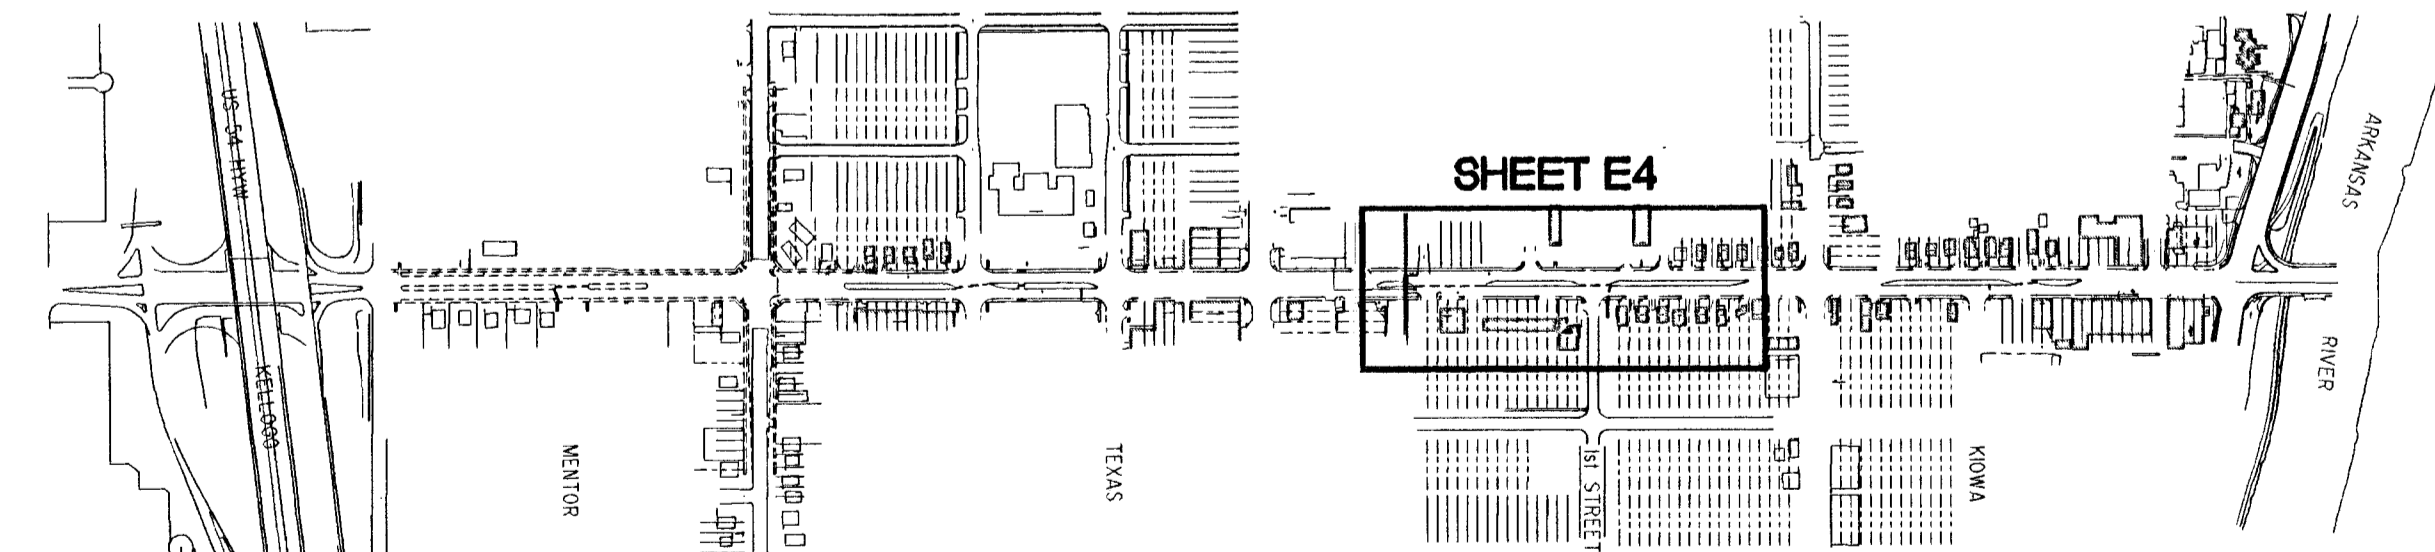 US 54 HYW
KELLOGG
MENTOR
TEXAS
SHEET E4
1st STREET
KIOWA
ARKANSAS
RIVER